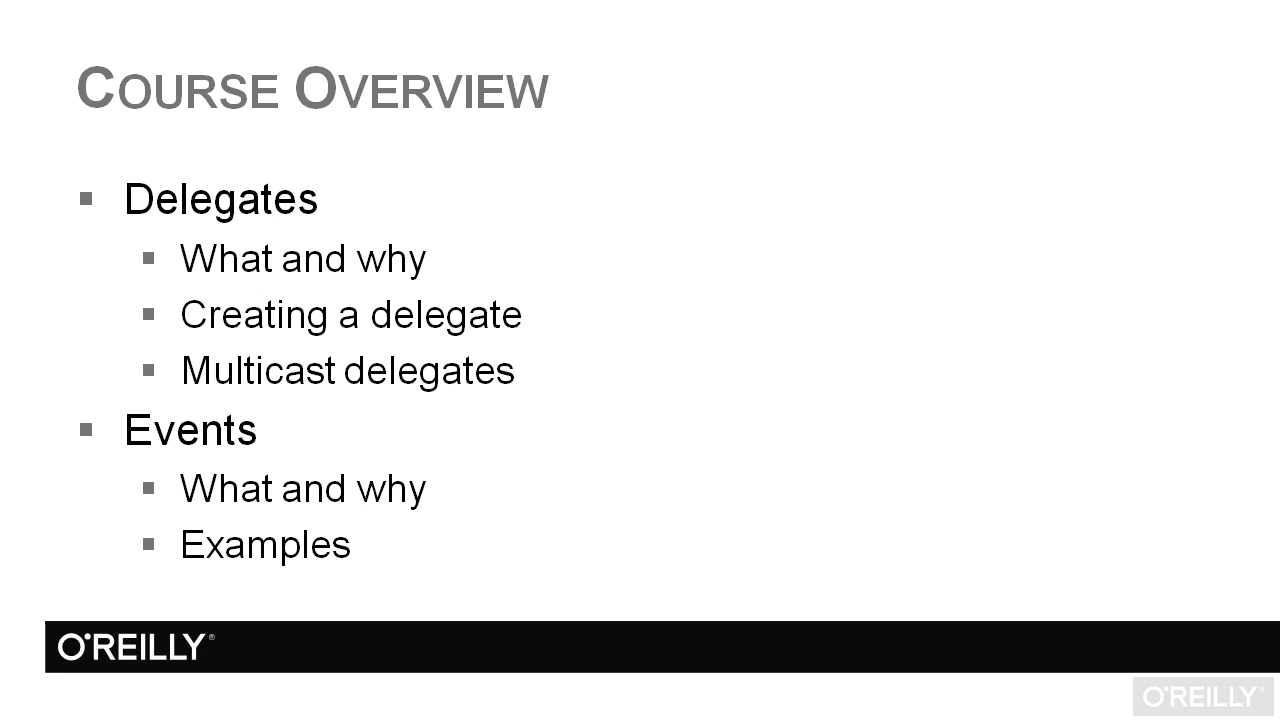 COURSE OVERVIEW
▪ Delegates
▪ What and why
▪ Creating a delegate
▪ Multicast delegates
▪ Events
▪ What and why
▪ Examples
O'REILLY®
O'REILLY®